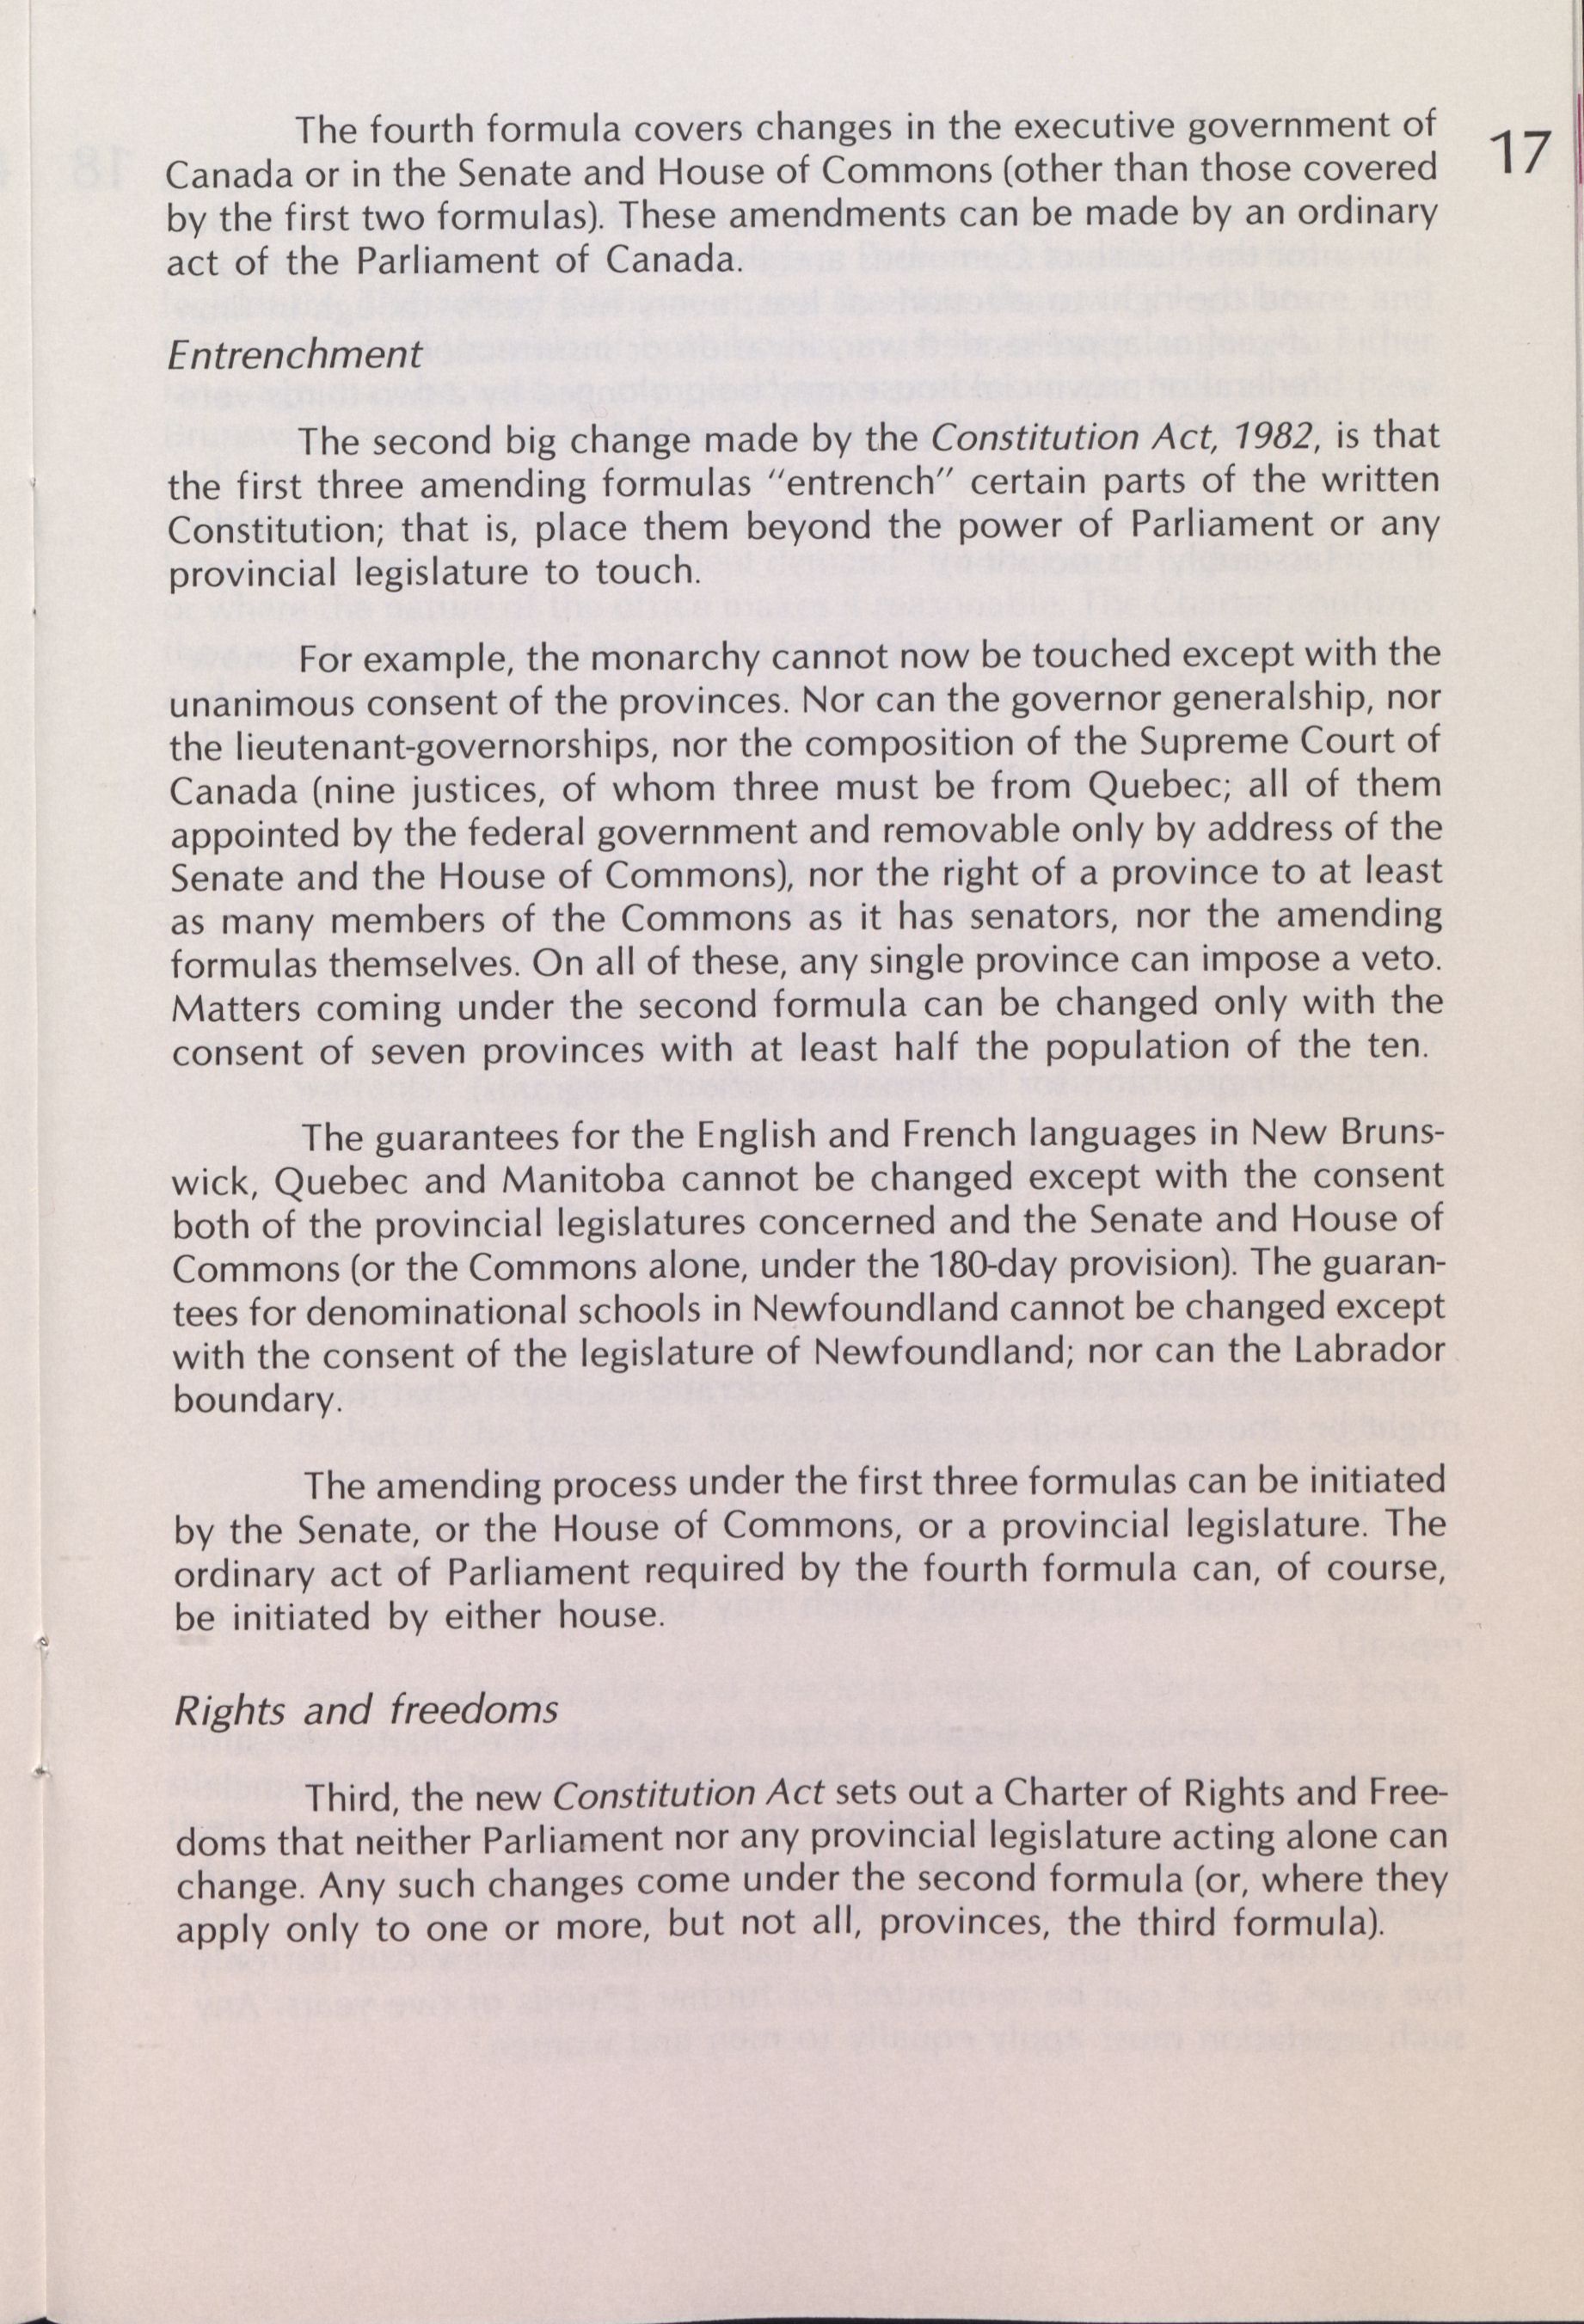 The fourth formula covers changes in the executive government of
Canada or in the Senate and House of Commons (other than those covered
by the first two formulas). These amendments can be made by an ordinary
act of the Parliament of Canada.
17
Entrenchment
The second big change made by the Constitution Act, 1982, is that
the first three amending formulas "entrench" certain parts of the written
Constitution; that is, place them beyond the power of Parliament or any
provincial legislature to touch.
For example, the monarchy cannot now be touched except with the
unanimous consent of the provinces. Nor can the governor generalship, nor
the lieutenant-governorships, nor the composition of the Supreme Court of
Canada (nine justices, of whom three must be from Quebec; all of them
appointed by the federal government and removable only by address of the
Senate and the House of Commons), nor the right of a province to at least
as many members of the Commons as it has senators, nor the amending
formulas themselves. On all of these, any single province can impose a veto.
Matters coming under the second formula can be changed only with the
consent of seven provinces with at least half the population of the ten.
The guarantees for the English and French languages in New Bruns-
wick, Quebec and Manitoba cannot be changed except with the consent
both of the provincial legislatures concerned and the Senate and House of
Commons (or the Commons alone, under the 180-day provision). The guaran-
tees for denominational schools in Newfoundland cannot be changed except
with the consent of the legislature of Newfoundland; nor can the Labrador
boundary.
The amending process under the first three formulas can be initiated
by the Senate, or the House of Commons, or a provincial legislature. The
ordinary act of Parliament required by the fourth formula can, of course,
be initiated by either house.
Rights and freedoms
Third, the new Constitution Act sets out a Charter of Rights and Free-
doms that neither Parliament nor any provincial legislature acting alone can
change. Any such changes come under the second formula (or, where they
apply only to one or more, but not all, provinces, the third formula).